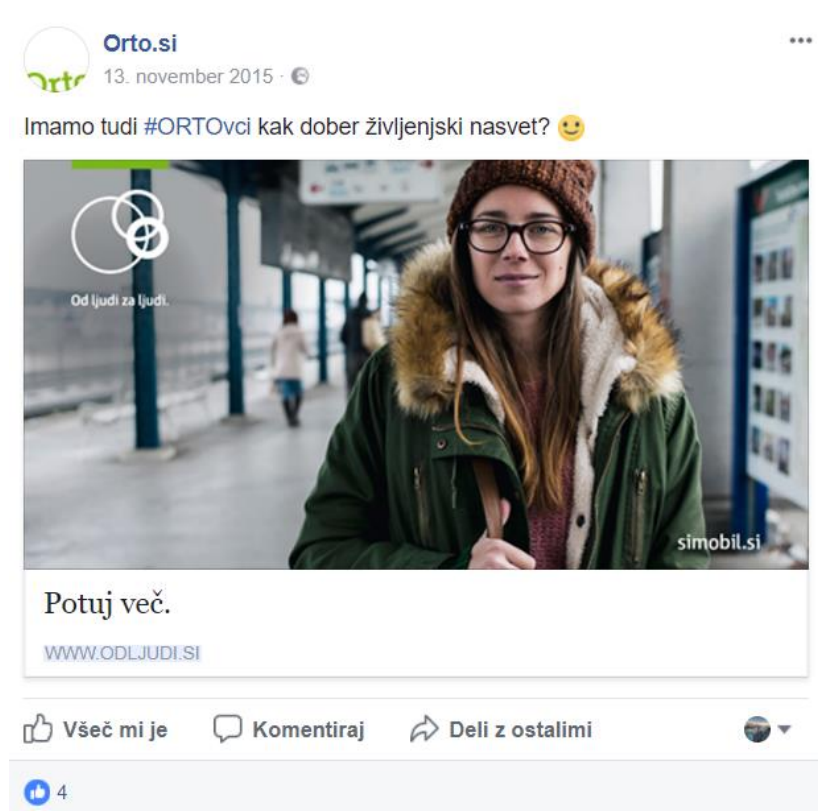 Orto.si
13. november 2015
Orto
Imamo tudi #ORTOvci kak dober življenjski nasvet?
Od ljudi za ljudi.
simobil.si
Potuj več.
WWW.ODLJUDI.SI
Všeč mi je
Komentiraj
Deli z ostalimi
4